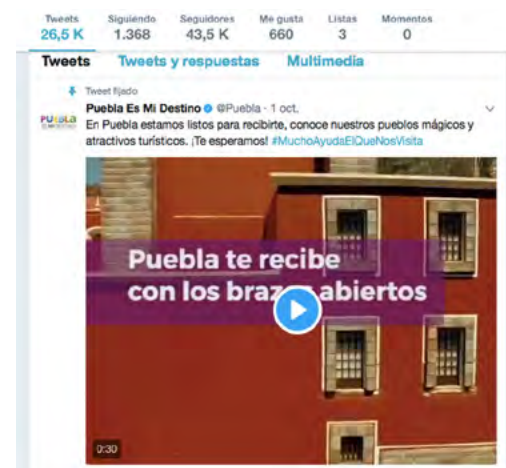 Tweets Siguiendo Seguidores Me gusta Listas Momentos
26,5 K 1.368 43,5 K 660 3 0
Tweets Tweets y respuestas Multimedia
Tweet fijado
Puebla Es Mi Destino @Puebla · 1 oct.
PUEBLA
En Puebla estamos listos para recibirte, conoce nuestros pueblos mágicos y
atractivos turísticos. ¡Te esperamos! #MuchoAyudaElQueNosVisita
Puebla te recibe
con los brazos abiertos
0:30